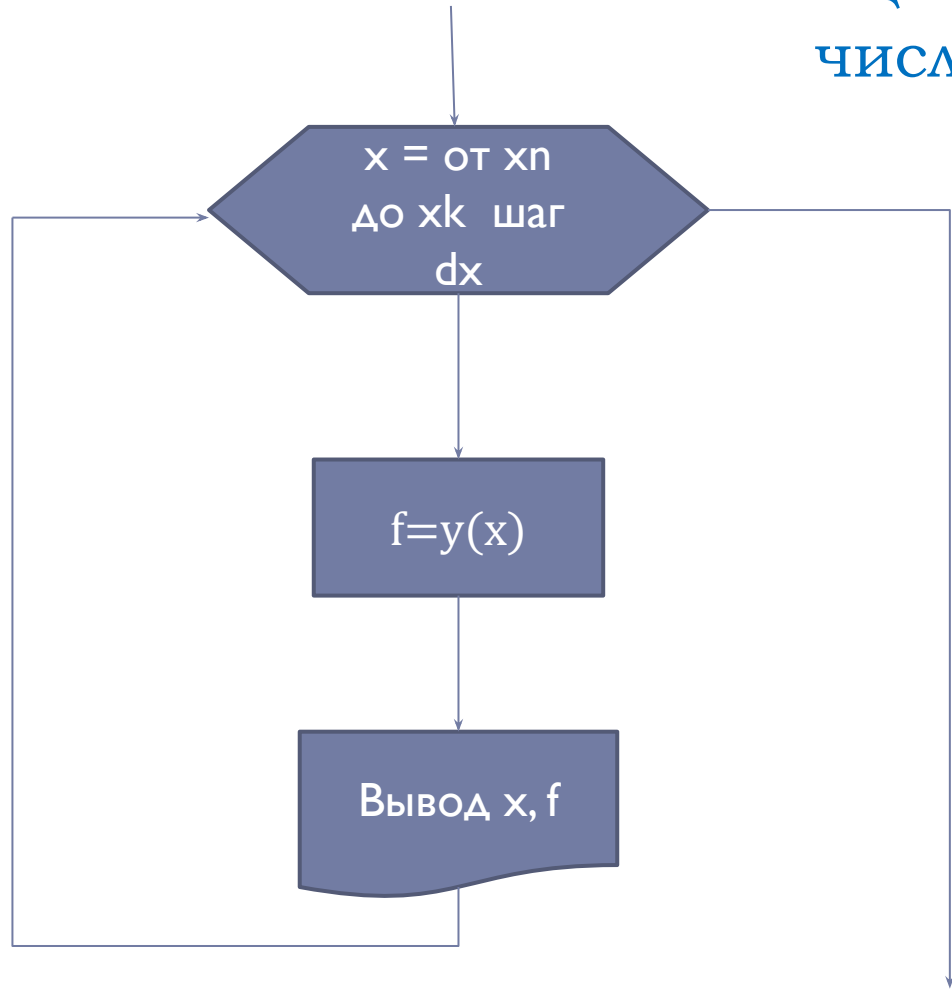 x = от xn
до xk шаг
dx
f=y(x)
Вывод x, f